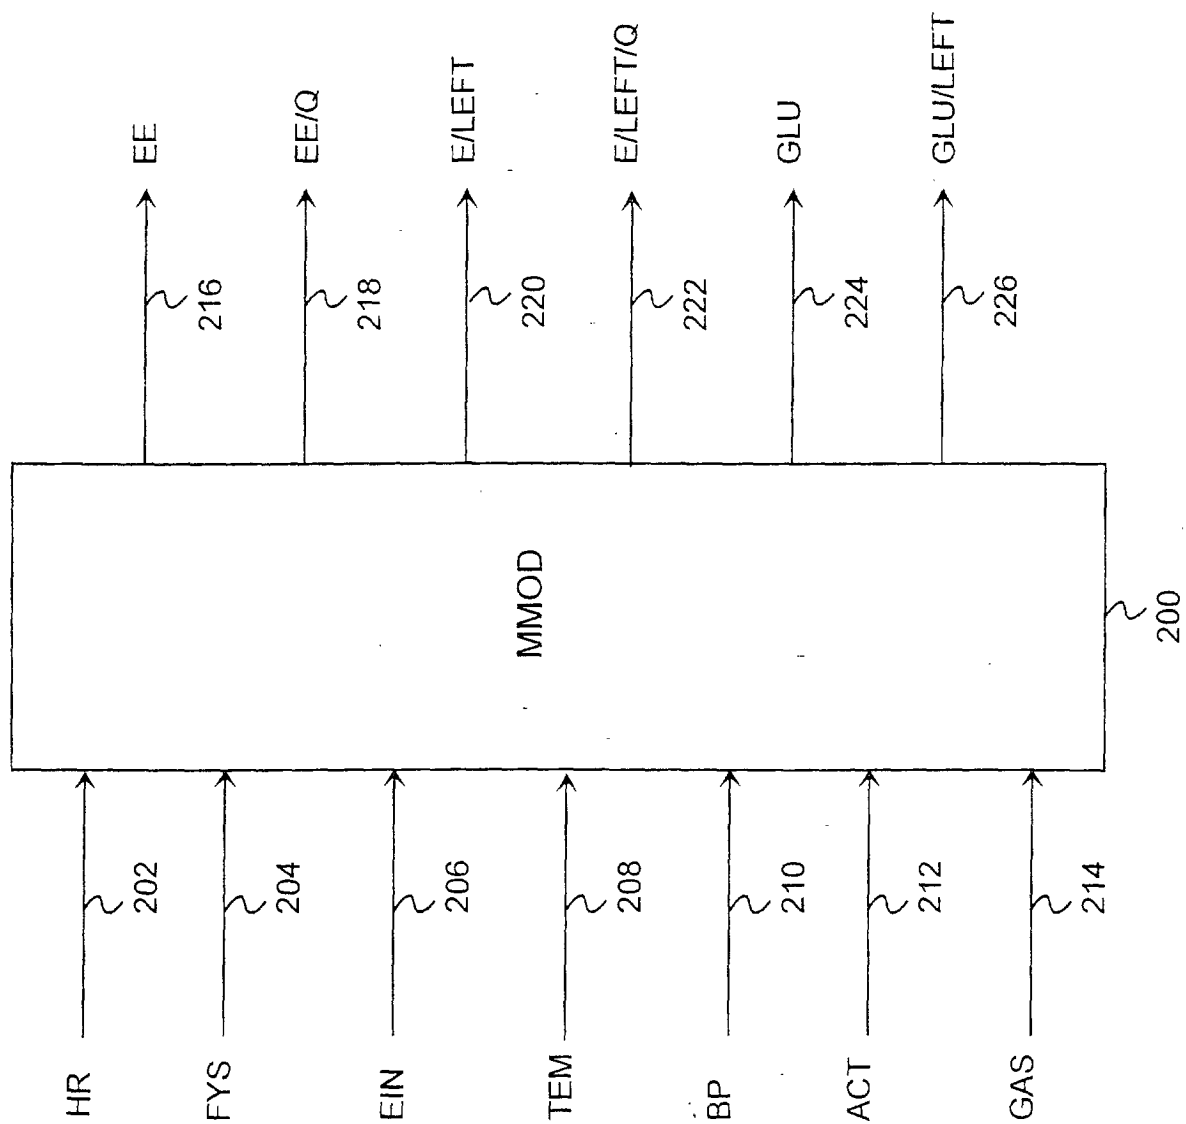 HR
202
FYS
204
EIN
206
TEM
208
BP
210
ACT
212
GAS
214
MMOD
200
EE
216
EE/Q
218
E/LEFT
220
E/LEFT/Q
222
GLU
224
GLU/LEFT
226